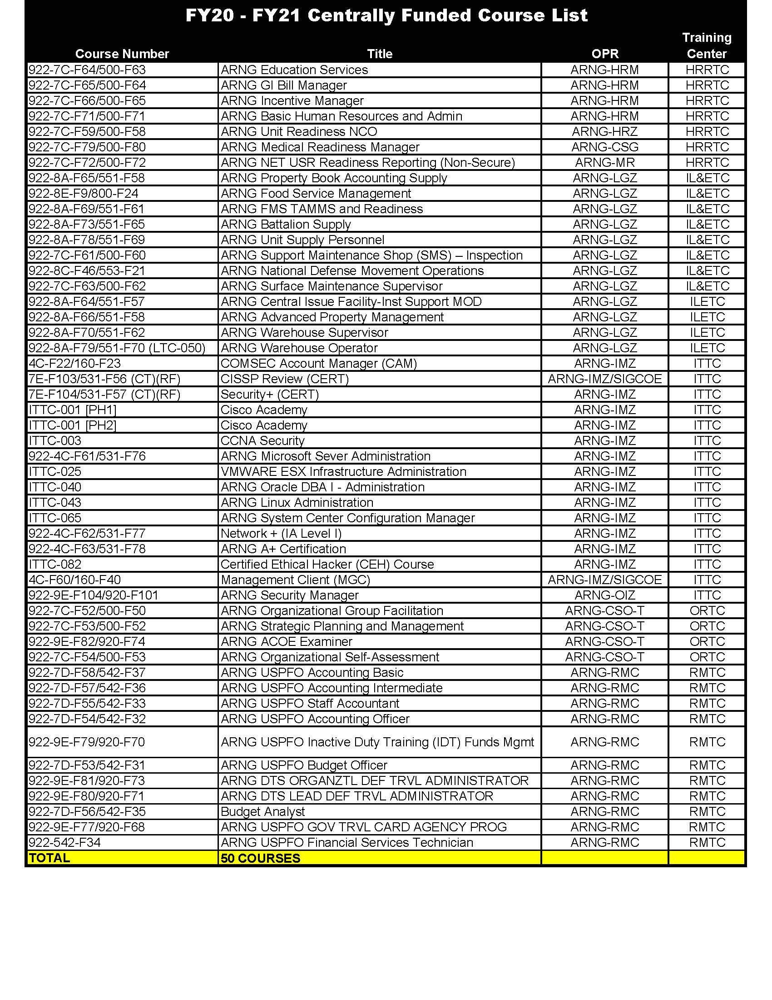 FY20 - FY21 Centrally Funded Course List
Course Number Title OPR Training Center
922-7C-F64/500-F63 ARNG Education Services ARNG-HRM HRRTC
922-7C-F65/500-F64 ARNG GI Bill Manager ARNG-HRM HRRTC
922-7C-F66/500-F65 ARNG Incentive Manager ARNG-HRM HRRTC
922-7C-F71/500-F71 ARNG Basic Human Resources and Admin ARNG-HRM HRRTC
922-7C-F59/500-F58 ARNG Unit Readiness NCO ARNG-HRZ HRRTC
922-7C-F79/500-F80 ARNG Medical Readiness Manager ARNG-CSG HRRTC
922-7C-F72/500-F72 ARNG NET USR Readiness Reporting (Non-Secure) ARNG-MR HRRTC
922-8A-F65/551-F58 ARNG Property Book Accounting Supply ARNG-LGZ IL&ETC
922-8E-F9/800-F24 ARNG Food Service Management ARNG-LGZ IL&ETC
922-8A-F69/551-F61 ARNG FMS TAMMS and Readiness ARNG-LGZ IL&ETC
922-8A-F73/551-F65 ARNG Battalion Supply ARNG-LGZ IL&ETC
922-8A-F78/551-F69 ARNG Unit Supply Personnel ARNG-LGZ IL&ETC
922-7C-F61/500-F60 ARNG Support Maintenance Shop (SMS) – Inspection ARNG-LGZ IL&ETC
922-8C-F46/553-F21 ARNG National Defense Movement Operations ARNG-LGZ IL&ETC
922-7C-F63/500-F62 ARNG Surface Maintenance Supervisor ARNG-LGZ IL&ETC
922-8A-F64/551-F57 ARNG Central Issue Facility-Inst Support MOD ARNG-LGZ ILETC
922-8A-F66/551-F58 ARNG Advanced Property Management ARNG-LGZ ILETC
922-8A-F70/551-F62 ARNG Warehouse Supervisor ARNG-LGZ ILETC
922-8A-F79/551-F70 (LTC-050) ARNG Warehouse Operator ARNG-LGZ ILETC
4C-F22/160-F23 COMSEC Account Manager (CAM) ARNG-IMZ ITTC
7E-F103/531-F56 (CT)(RF) CISSP Review (CERT) ARNG-IMZ/SIGCOE ITTC
7E-F104/531-F57 (CT)(RF) Security+ (CERT) ARNG-IMZ ITTC
ITTC-001 [PH1] Cisco Academy ARNG-IMZ ITTC
ITTC-001 [PH2] Cisco Academy ARNG-IMZ ITTC
ITTC-003 CCNA Security ARNG-IMZ ITTC
922-4C-F61/531-F76 ARNG Microsoft Sever Administration ARNG-IMZ ITTC
ITTC-025 VMWARE ESX Infrastructure Administration ARNG-IMZ ITTC
ITTC-040 ARNG Oracle DBA I - Administration ARNG-IMZ ITTC
ITTC-043 ARNG Linux Administration ARNG-IMZ ITTC
ITTC-065 ARNG System Center Configuration Manager ARNG-IMZ ITTC
922-4C-F62/531-F77 Network + (IA Level I) ARNG-IMZ ITTC
922-4C-F63/531-F78 ARNG A+ Certification ARNG-IMZ ITTC
ITTC-082 Certified Ethical Hacker (CEH) Course ARNG-IMZ ITTC
4C-F60/160-F40 Management Client (MGC) ARNG-IMZ/SIGCOE ITTC
922-9E-F104/920-F101 ARNG Security Manager ARNG-OIZ ITTC
922-7C-F52/500-F50 ARNG Organizational Group Facilitation ARNG-CSO-T ORTC
922-7C-F53/500-F52 ARNG Strategic Planning and Management ARNG-CSO-T ORTC
922-9E-F82/920-F74 ARNG ACOE Examiner ARNG-CSO-T ORTC
922-7C-F54/500-F53 ARNG Organizational Self-Assessment ARNG-CSO-T ORTC
922-7D-F58/542-F37 ARNG USPFO Accounting Basic ARNG-RMC RMTC
922-7D-F57/542-F36 ARNG USPFO Accounting Intermediate ARNG-RMC RMTC
922-7D-F55/542-F33 ARNG USPFO Staff Accountant ARNG-RMC RMTC
922-7D-F54/542-F32 ARNG USPFO Accounting Officer ARNG-RMC RMTC
922-9E-F79/920-F70 ARNG USPFO Inactive Duty Training (IDT) Funds Mgmt ARNG-RMC RMTC
922-7D-F53/542-F31 ARNG USPFO Budget Officer ARNG-RMC RMTC
922-9E-F81/920-F73 ARNG DTS ORGANZTL DEF TRVL ADMINISTRATOR ARNG-RMC RMTC
922-9E-F80/920-F71 ARNG DTS LEAD DEF TRVL ADMINISTRATOR ARNG-RMC RMTC
922-7D-F56/542-F35 Budget Analyst ARNG-RMC RMTC
922-9E-F77/920-F68 ARNG USPFO GOV TRVL CARD AGENCY PROG ARNG-RMC RMTC
922-542-F34 ARNG USPFO Financial Services Technician ARNG-RMC RMTC
TOTAL 50 COURSES